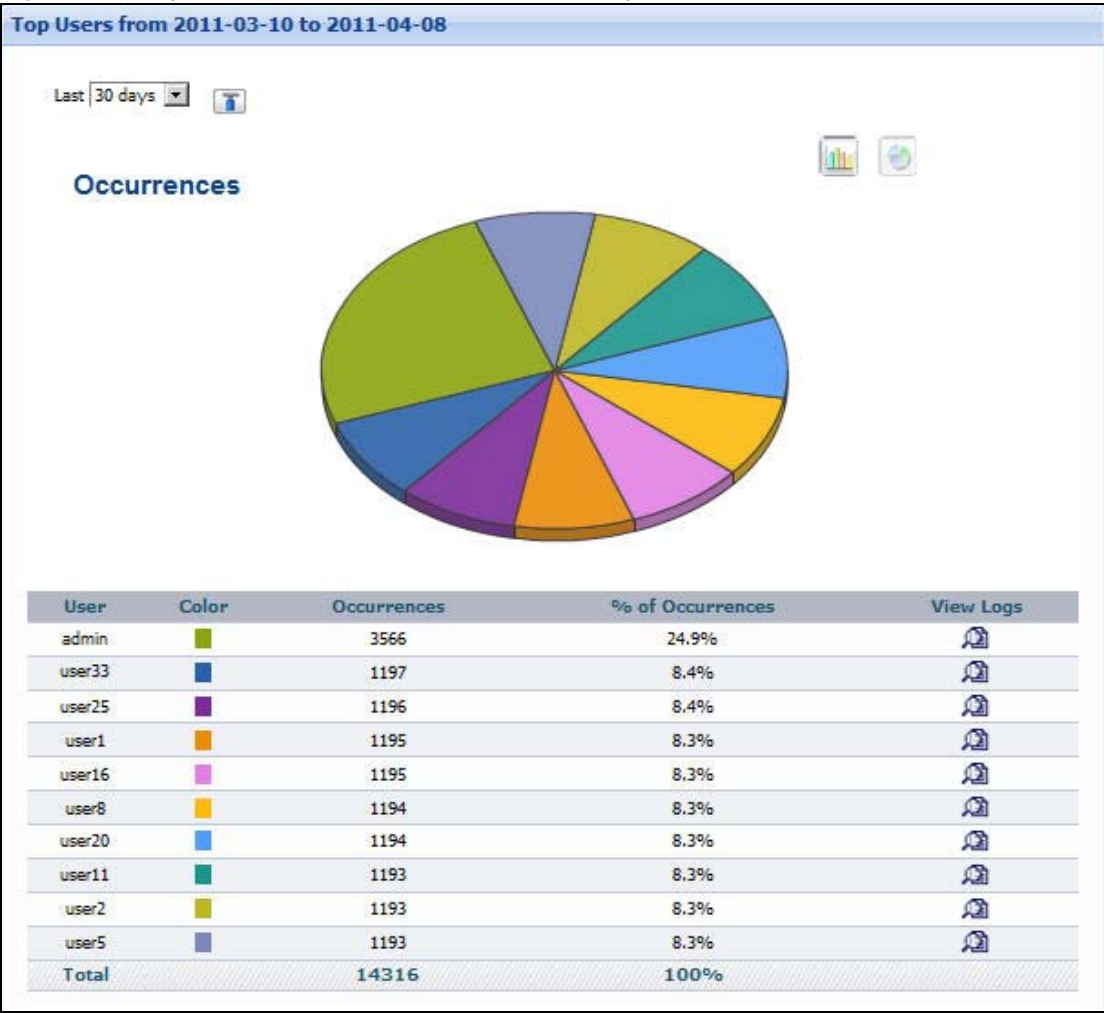 Top Users from 2011-03-10 to 2011-04-08
Last 30 days
Occurrences
User Color Occurrences % of Occurrences View Logs
admin 3566 24.9%
user33 1197 8.4%
user25 1196 8.4%
user1 1195 8.3%
user16 1195 8.3%
user8 1194 8.3%
user20 1194 8.3%
user11 1193 8.3%
user2 1193 8.3%
user5 1193 8.3%
Total 14316 100%